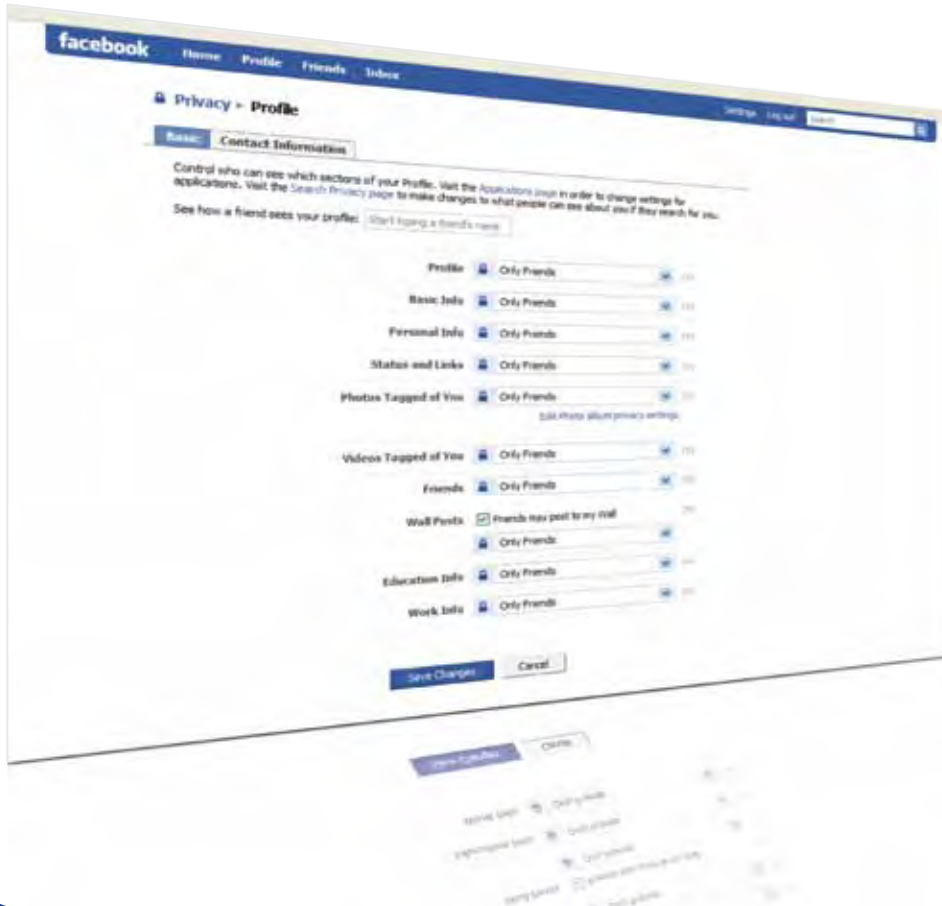 facebook Home Profile Friends Inbox Settings Log out Search
Privacy ▸ Profile
Basic Contact Information
Control who can see which sections of your Profile. Visit the Applications page in order to change settings for
applications. Visit the Search Privacy page to make changes to what people can see about you if they search for you.
See how a friend sees your profile: Start typing a friend's name
Profile Only Friends [?]
Basic Info Only Friends [?]
Personal Info Only Friends [?]
Status and Links Only Friends [?]
Photos Tagged of You Only Friends [?]
Edit Photo album privacy settings
Videos Tagged of You Only Friends [?]
Friends Only Friends [?]
Wall Posts Friends may post to my Wall [?]
Only Friends
Education Info Only Friends [?]
Work Info Only Friends [?]
Save Changes Cancel